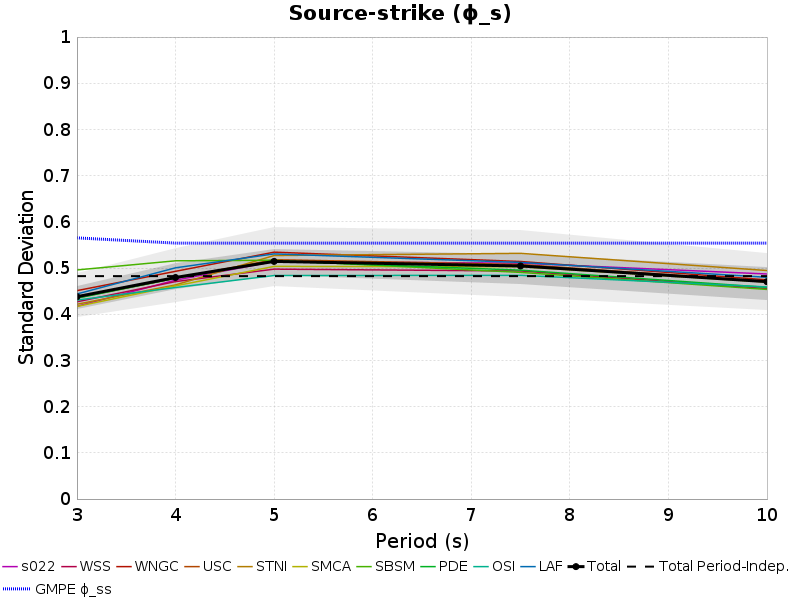 Source-strike (ϕ_s)
1
0.9
0.8
0.7
0.6
0.5
0.4
0.3
0.2
0.1
0
Standard Deviation
3 4 5 6 7 8 9 10
Period (s)
s022 WSS WNGC USC STNI SMCA SBSM PDE OSI LAF Total Total Period-Indep.
GMPE ϕ_ss